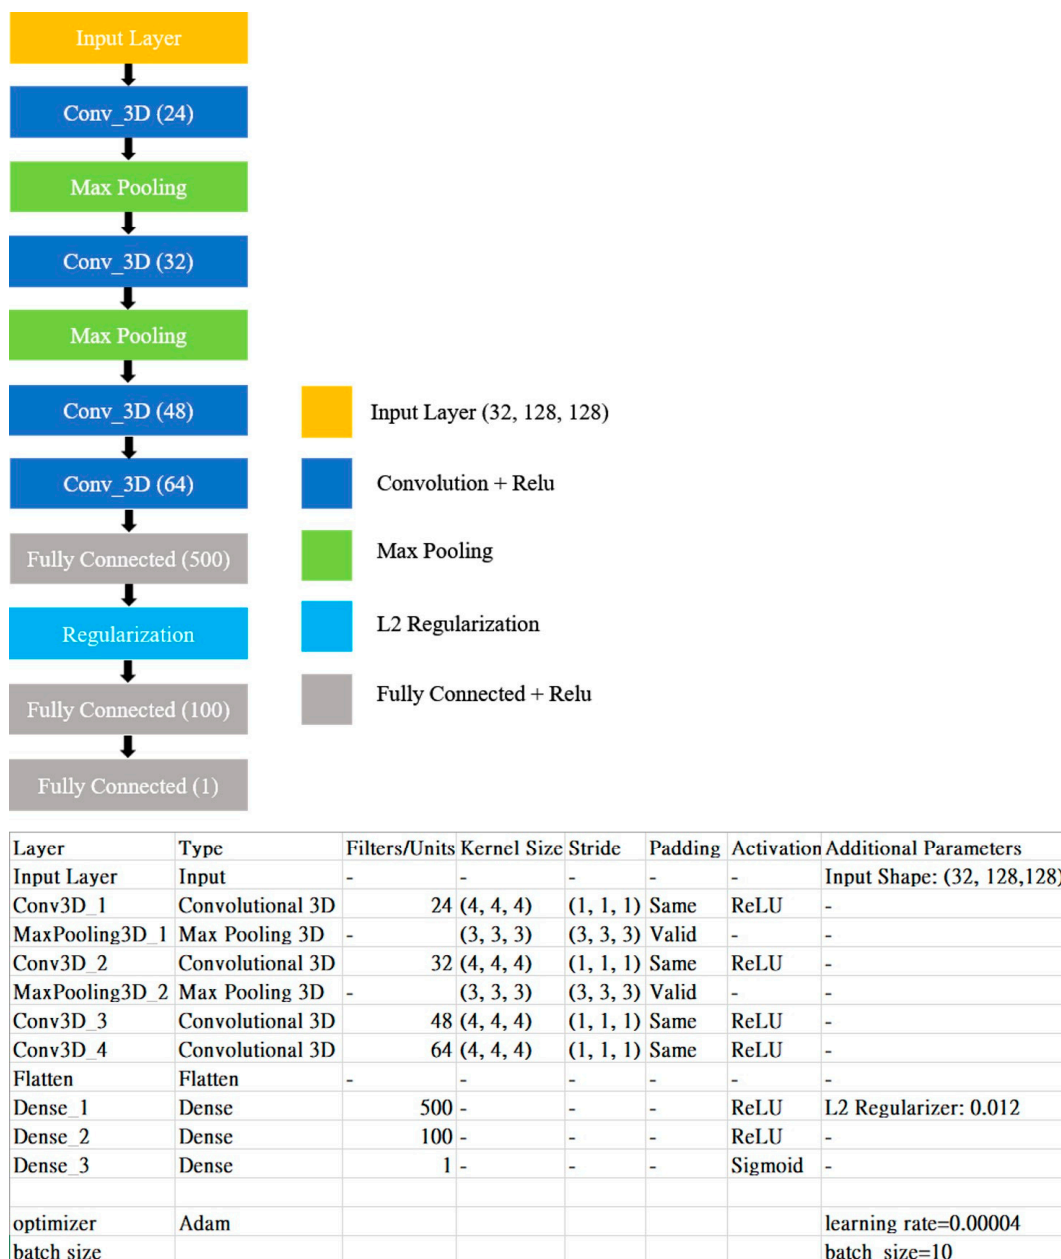 Input Layer
Conv_3D (24)
Max Pooling
Conv_3D (32)
Max Pooling
Conv_3D (48)
Conv_3D (64)
Fully Connected (500)
Regularization
Fully Connected (100)
Fully Connected (1)
Input Layer (32, 128, 128)
Convolution + Relu
Max Pooling
L2 Regularization
Fully Connected + Relu
Layer Type Filters/Units Kernel Size Stride Padding Activation Additional Parameters
Input Layer Input - - - - - Input Shape: (32, 128,128)
Conv3D_1 Convolutional 3D 24 (4, 4, 4) (1, 1, 1) Same ReLU -
MaxPooling3D_1 Max Pooling 3D - (3, 3, 3) (3, 3, 3) Valid - -
Conv3D_2 Convolutional 3D 32 (4, 4, 4) (1, 1, 1) Same ReLU -
MaxPooling3D_2 Max Pooling 3D - (3, 3, 3) (3, 3, 3) Valid - -
Conv3D_3 Convolutional 3D 48 (4, 4, 4) (1, 1, 1) Same ReLU -
Conv3D_4 Convolutional 3D 64 (4, 4, 4) (1, 1, 1) Same ReLU -
Flatten Flatten - - - - - -
Dense_1 Dense 500 - - - ReLU L2 Regularizer: 0.012
Dense_2 Dense 100 - - - ReLU -
Dense_3 Dense 1 - - - Sigmoid -
optimizer Adam learning rate=0.00004
batch size batch_size=10